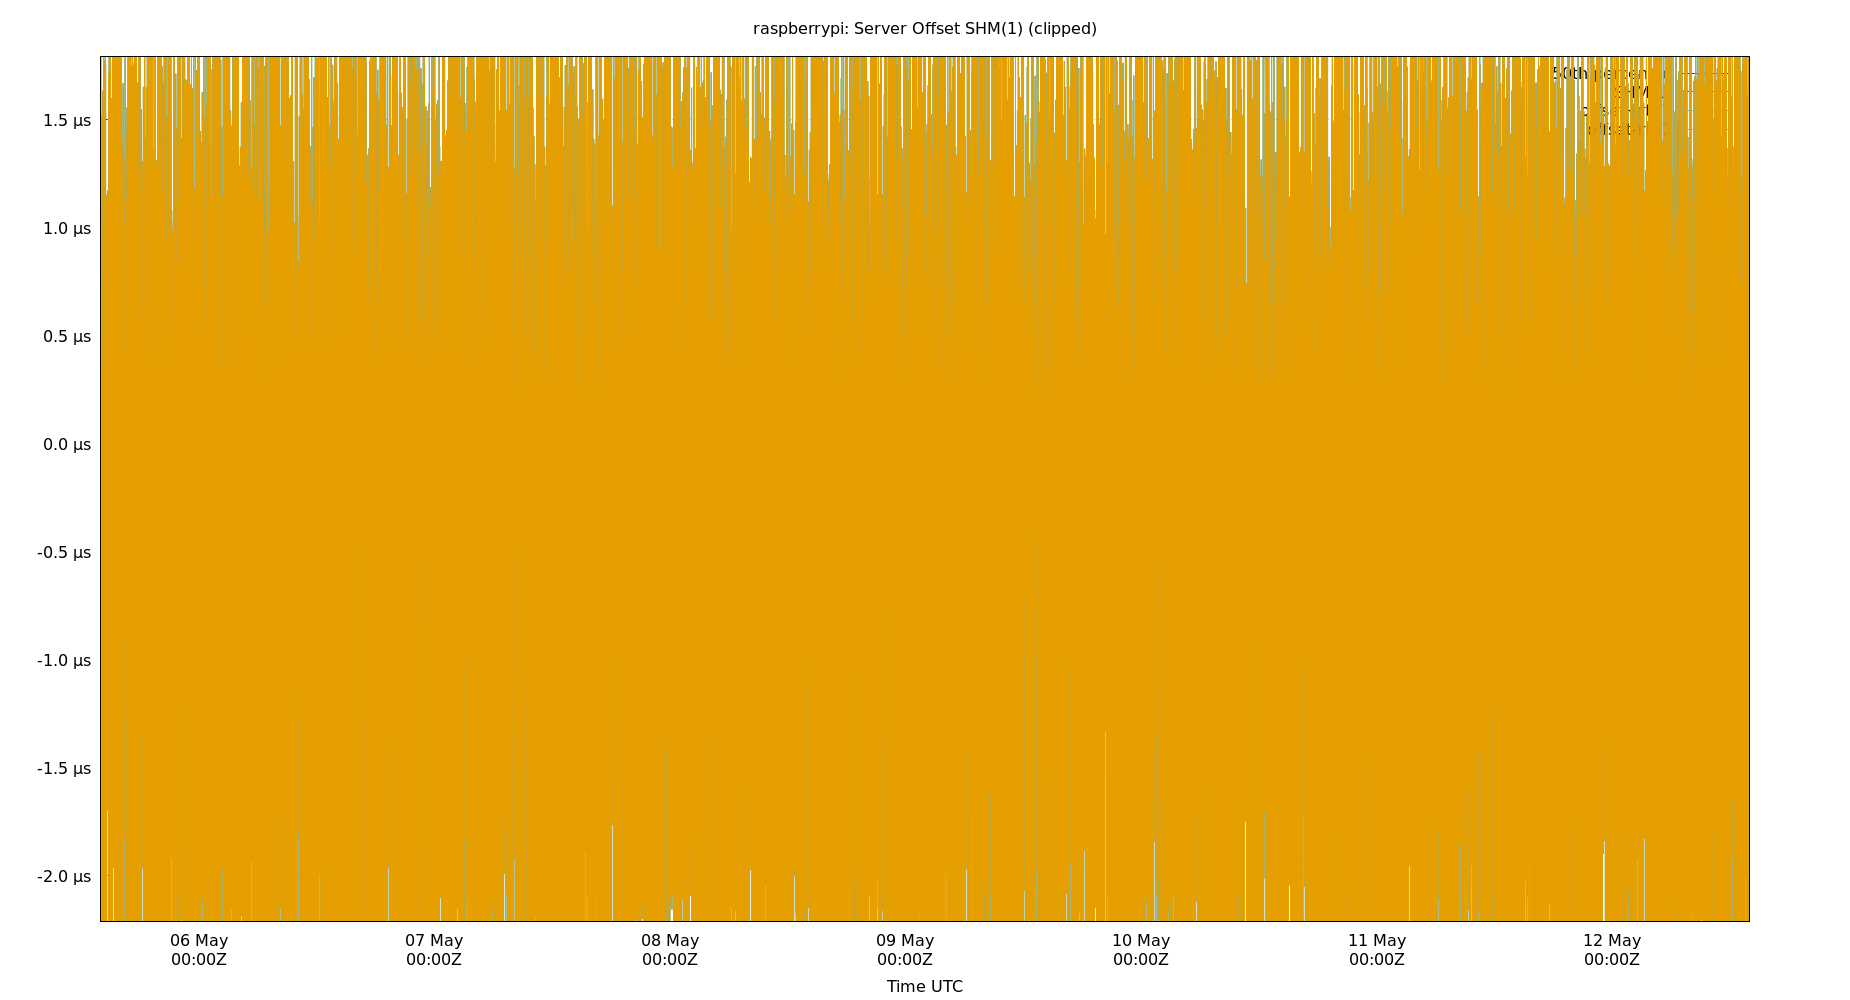 raspberrypi: Server Offset SHM(1) (clipped)
50th
1.5 µs
1.0 µs
0.5 µs
0.0 µs
-0.5 µs
-1.0 µs
-1.5 µs
-2.0 µs
06 May 07 May 08 May 09 May 10 May 11 May 12 May
00:00Z 00:00Z 00:00Z 00:00Z 00:00Z 00:00Z 00:00Z
Time UTC